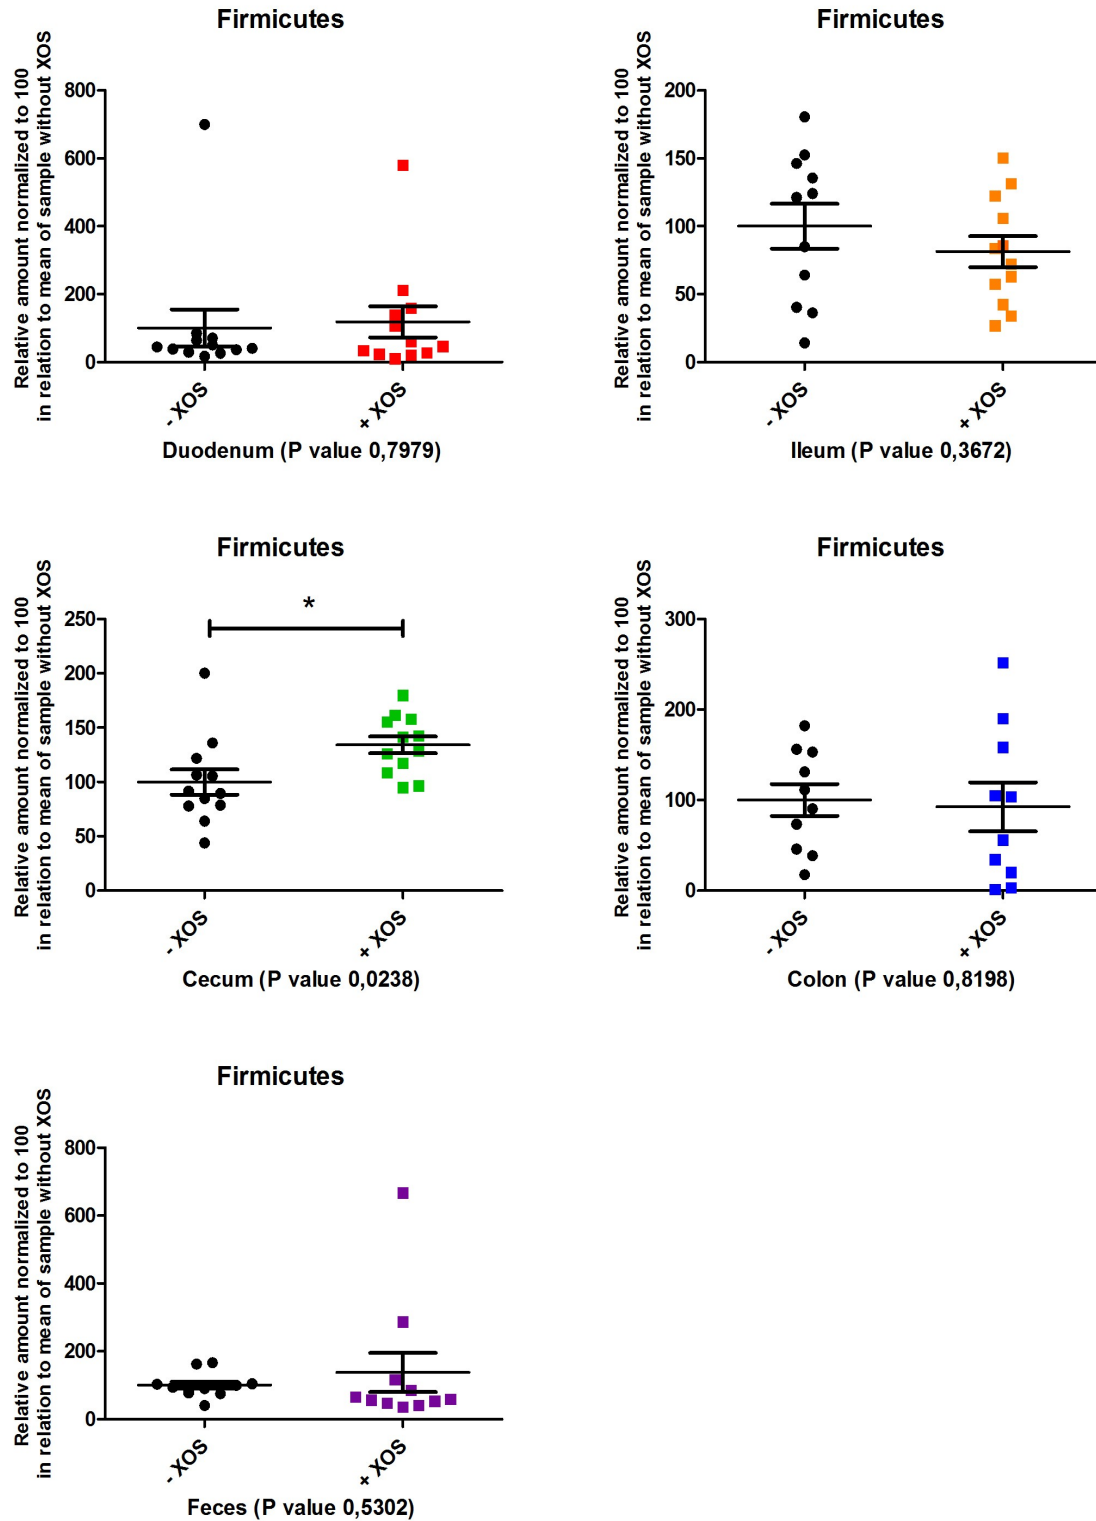 Firmicutes
Relative amount normalized to 100
in relation to mean of sample without XOS
800
600
400
200
0
- XOS
+ XOS
Duodenum (P value 0,7979)
Firmicutes
Relative amount normalized to 100
in relation to mean of sample without XOS
200
150
100
50
0
- XOS
+ XOS
Ileum (P value 0,3672)
Firmicutes
Relative amount normalized to 100
in relation to mean of sample without XOS
250
200
150
100
50
0
*
- XOS
+ XOS
Cecum (P value 0,0238)
Firmicutes
Relative amount normalized to 100
in relation to mean of sample without XOS
300
200
100
0
- XOS
+ XOS
Colon (P value 0,8198)
Firmicutes
Relative amount normalized to 100
in relation to mean of sample without XOS
800
600
400
200
0
- XOS
+ XOS
Feces (P value 0,5302)